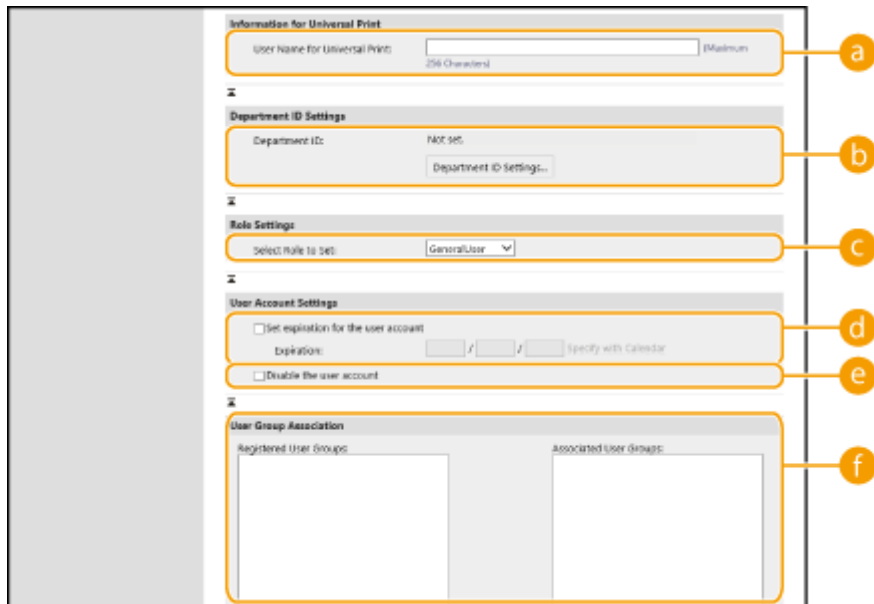 Information for Universal Print
User Name for Universal Print: (Maximum
256 Characters)
a
Department ID Settings
Department ID: Not set.
b
Department ID Settings...
Role Settings
Select Role to Set: GeneralUser
c
User Account Settings
Set expiration for the user account
d
Expiration: / / Specify with Calendar
Disable the user account
e
User Group Association
Registered User Groups: Associated User Groups:
f